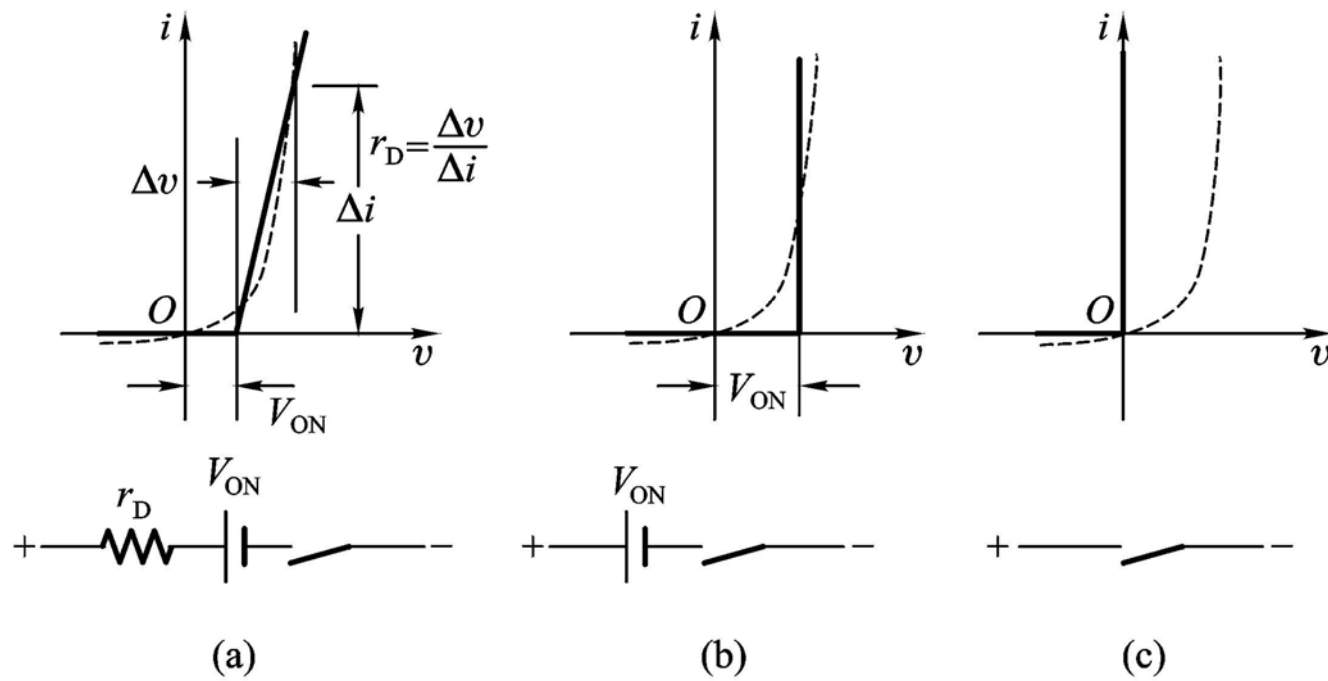 i
Δv
r_D = Δv/Δi
Δi
O
v
V_ON
i
O
v
V_ON
i
O
v
V_ON
r_D
+
−
V_ON
+
−
+
−
(a)
(b)
(c)